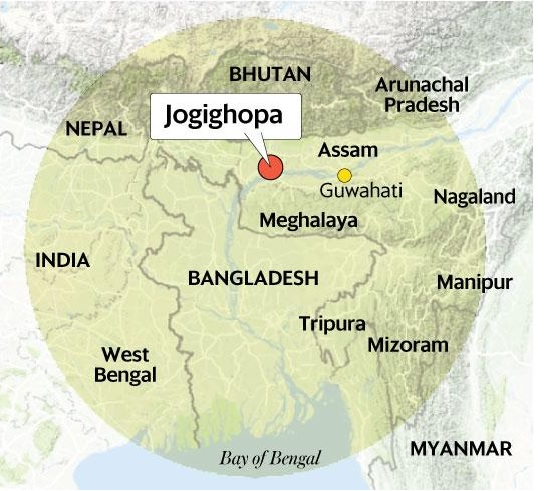 BHUTAN
Arunachal
Pradesh
Jogighopa
NEPAL
Assam
Guwahati
Nagaland
Meghalaya
INDIA
BANGLADESH
Manipur
Tripura
Mizoram
West
Bengal
MYANMAR
Bay of Bengal